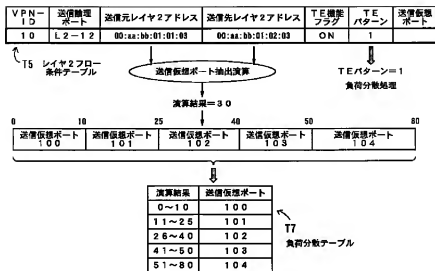 VPN-ID 送信論理ポート 送信元レイヤ2アドレス 送信先レイヤ2アドレス TE機能フラグ TEパターン 送信仮想ポート
10 L2-12 00:aa:bb:01:01:03 00:aa:bb:01:02:03 ON 1
T5 レイヤ2フロー条件テーブル
送信仮想ポート抽出演算
TEパターン=1
負荷分散処理
演算結果=30
0 10 25 40 50 80
送信仮想ポート100 送信仮想ポート101 送信仮想ポート102 送信仮想ポート103 送信仮想ポート104
演算結果 送信仮想ポート
0~10 100
11~25 101
26~40 102
41~50 103
51~80 104
T7
負荷分散テーブル